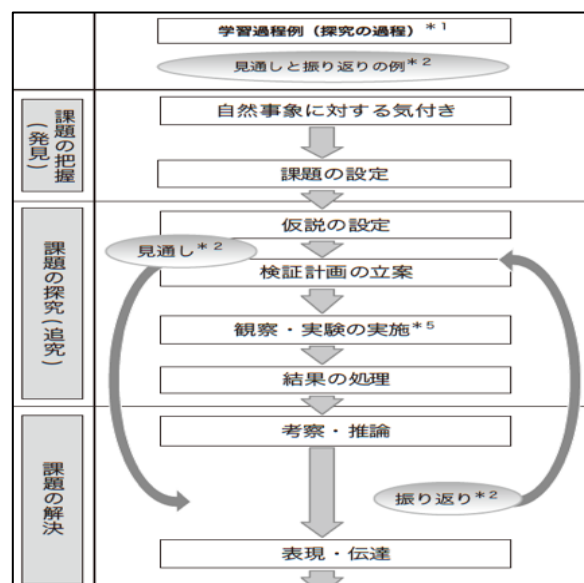 学習過程例（探究の過程）＊１
見通しと振り返りの例＊２
課題の把握
（発見）
自然事象に対する気付き
課題の設定
課題の探究（追究）
仮説の設定
見通し＊２
検証計画の立案
観察・実験の実施＊５
結果の処理
課題の解決
考察・推論
振り返り＊２
表現・伝達